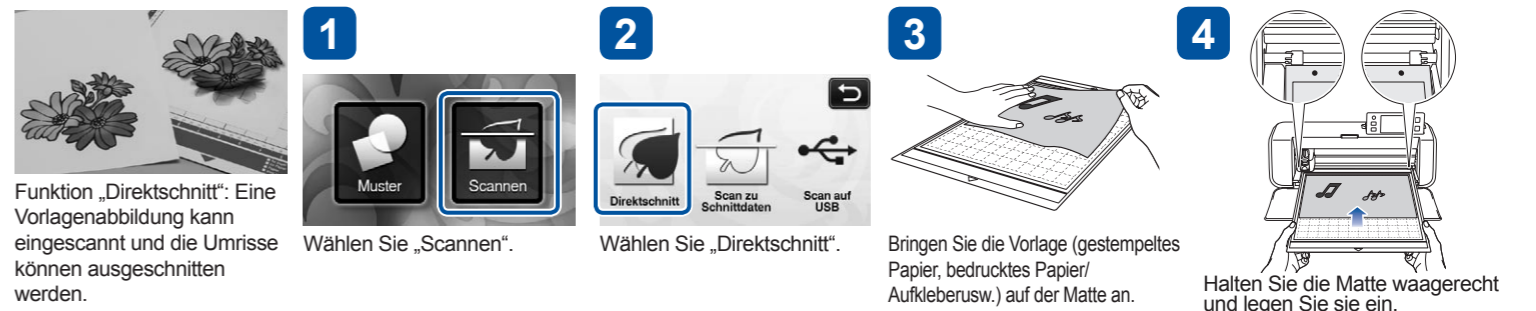 Funktion „Direktschnitt“: Eine
Vorlagenabbildung kann
eingescannt und die Umrisse
können ausgeschnitten
werden.
1
Muster
Scannen
Wählen Sie „Scannen“.
2
Direktschnitt
Scan zu
Schnittdaten
Scan auf
USB
Wählen Sie „Direktschnitt“.
3
Bringen Sie die Vorlage (gestempeltes
Papier, bedrucktes Papier/
Aufkleberusw.) auf der Matte an.
4
Halten Sie die Matte waagerecht
und legen Sie sie ein.